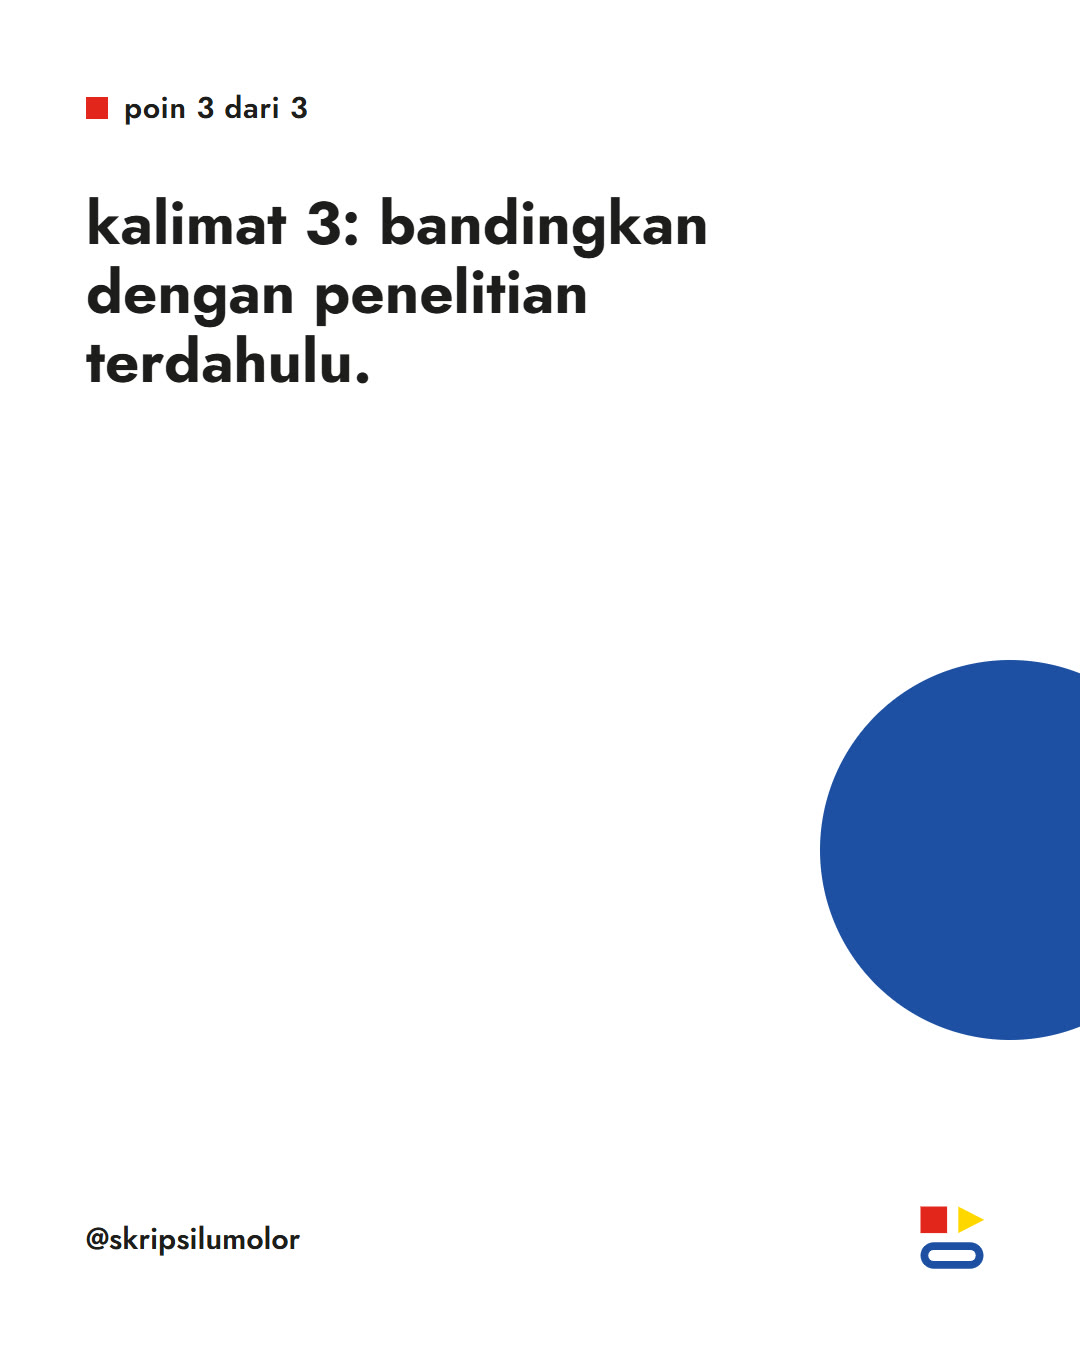 poin 3 dari 3
kalimat 3: bandingkan
dengan penelitian
terdahulu.
@skripsilumolor